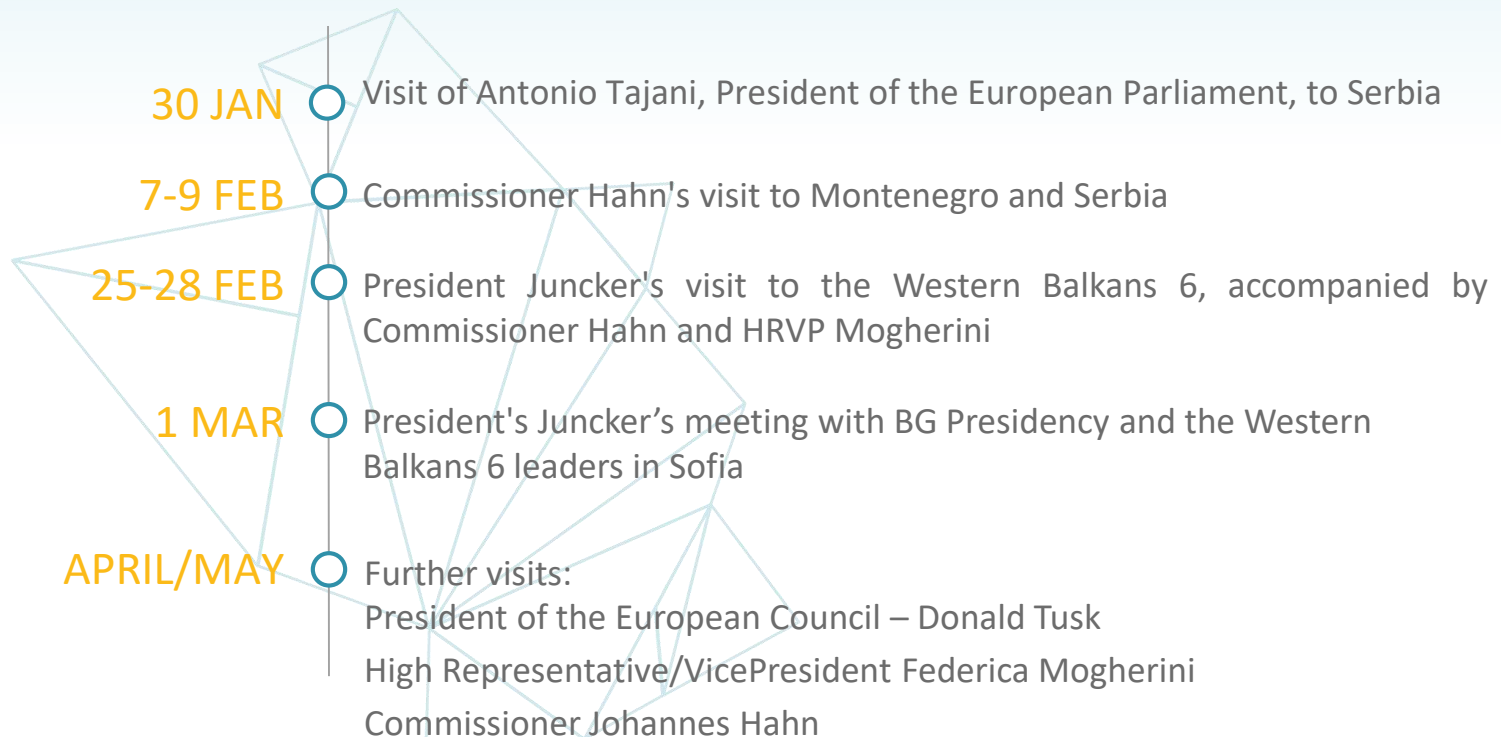 30 JAN
Visit of Antonio Tajani, President of the European Parliament, to Serbia
7-9 FEB
Commissioner Hahn's visit to Montenegro and Serbia
25-28 FEB
President Juncker's visit to the Western Balkans 6, accompanied by
Commissioner Hahn and HRVP Mogherini
1 MAR
President's Juncker’s meeting with BG Presidency and the Western
Balkans 6 leaders in Sofia
APRIL/MAY
Further visits:
President of the European Council – Donald Tusk
High Representative/VicePresident Federica Mogherini
Commissioner Johannes Hahn